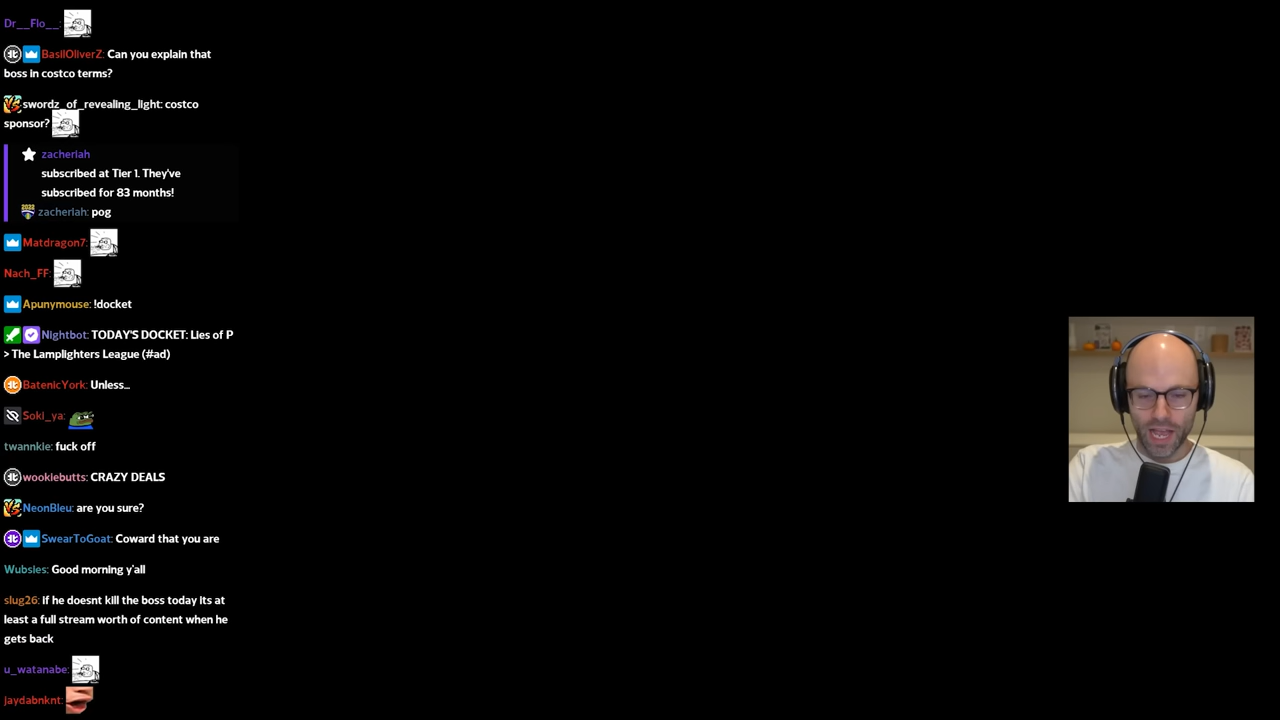 Dr__Flo__:
BasilOliverZ: Can you explain that
boss in costco terms?
swordz_of_revealing_light: costco
sponsor?
zacheriah
subscribed at Tier 1. They've
subscribed for 83 months!
2022 zacheriah: pog
Matdragon7:
Nach_FF:
Apunymouse: !docket
Nightbot: TODAY'S DOCKET: Lies of P
> The Lamplighters League (#ad)
BatenicYork: Unless...
Soki_ya:
twannkie: fuck off
wookiebutts: CRAZY DEALS
NeonBleu: are you sure?
SwearToGoat: Coward that you are
Wubsies: Good morning y'all
slug26: if he doesnt kill the boss today its at
least a full stream worth of content when he
gets back
u_watanabe:
jaydabnknt: